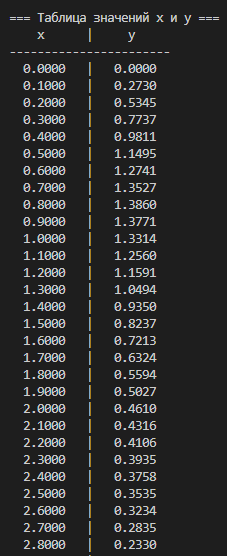 === Таблица значений x и y ===
x | y
-----------------------
0.0000 | 0.0000
0.1000 | 0.2730
0.2000 | 0.5345
0.3000 | 0.7737
0.4000 | 0.9811
0.5000 | 1.1495
0.6000 | 1.2741
0.7000 | 1.3527
0.8000 | 1.3860
0.9000 | 1.3771
1.0000 | 1.3314
1.1000 | 1.2560
1.2000 | 1.1591
1.3000 | 1.0494
1.4000 | 0.9350
1.5000 | 0.8237
1.6000 | 0.7213
1.7000 | 0.6324
1.8000 | 0.5594
1.9000 | 0.5027
2.0000 | 0.4610
2.1000 | 0.4316
2.2000 | 0.4106
2.3000 | 0.3935
2.4000 | 0.3758
2.5000 | 0.3535
2.6000 | 0.3234
2.7000 | 0.2835
2.8000 | 0.2330